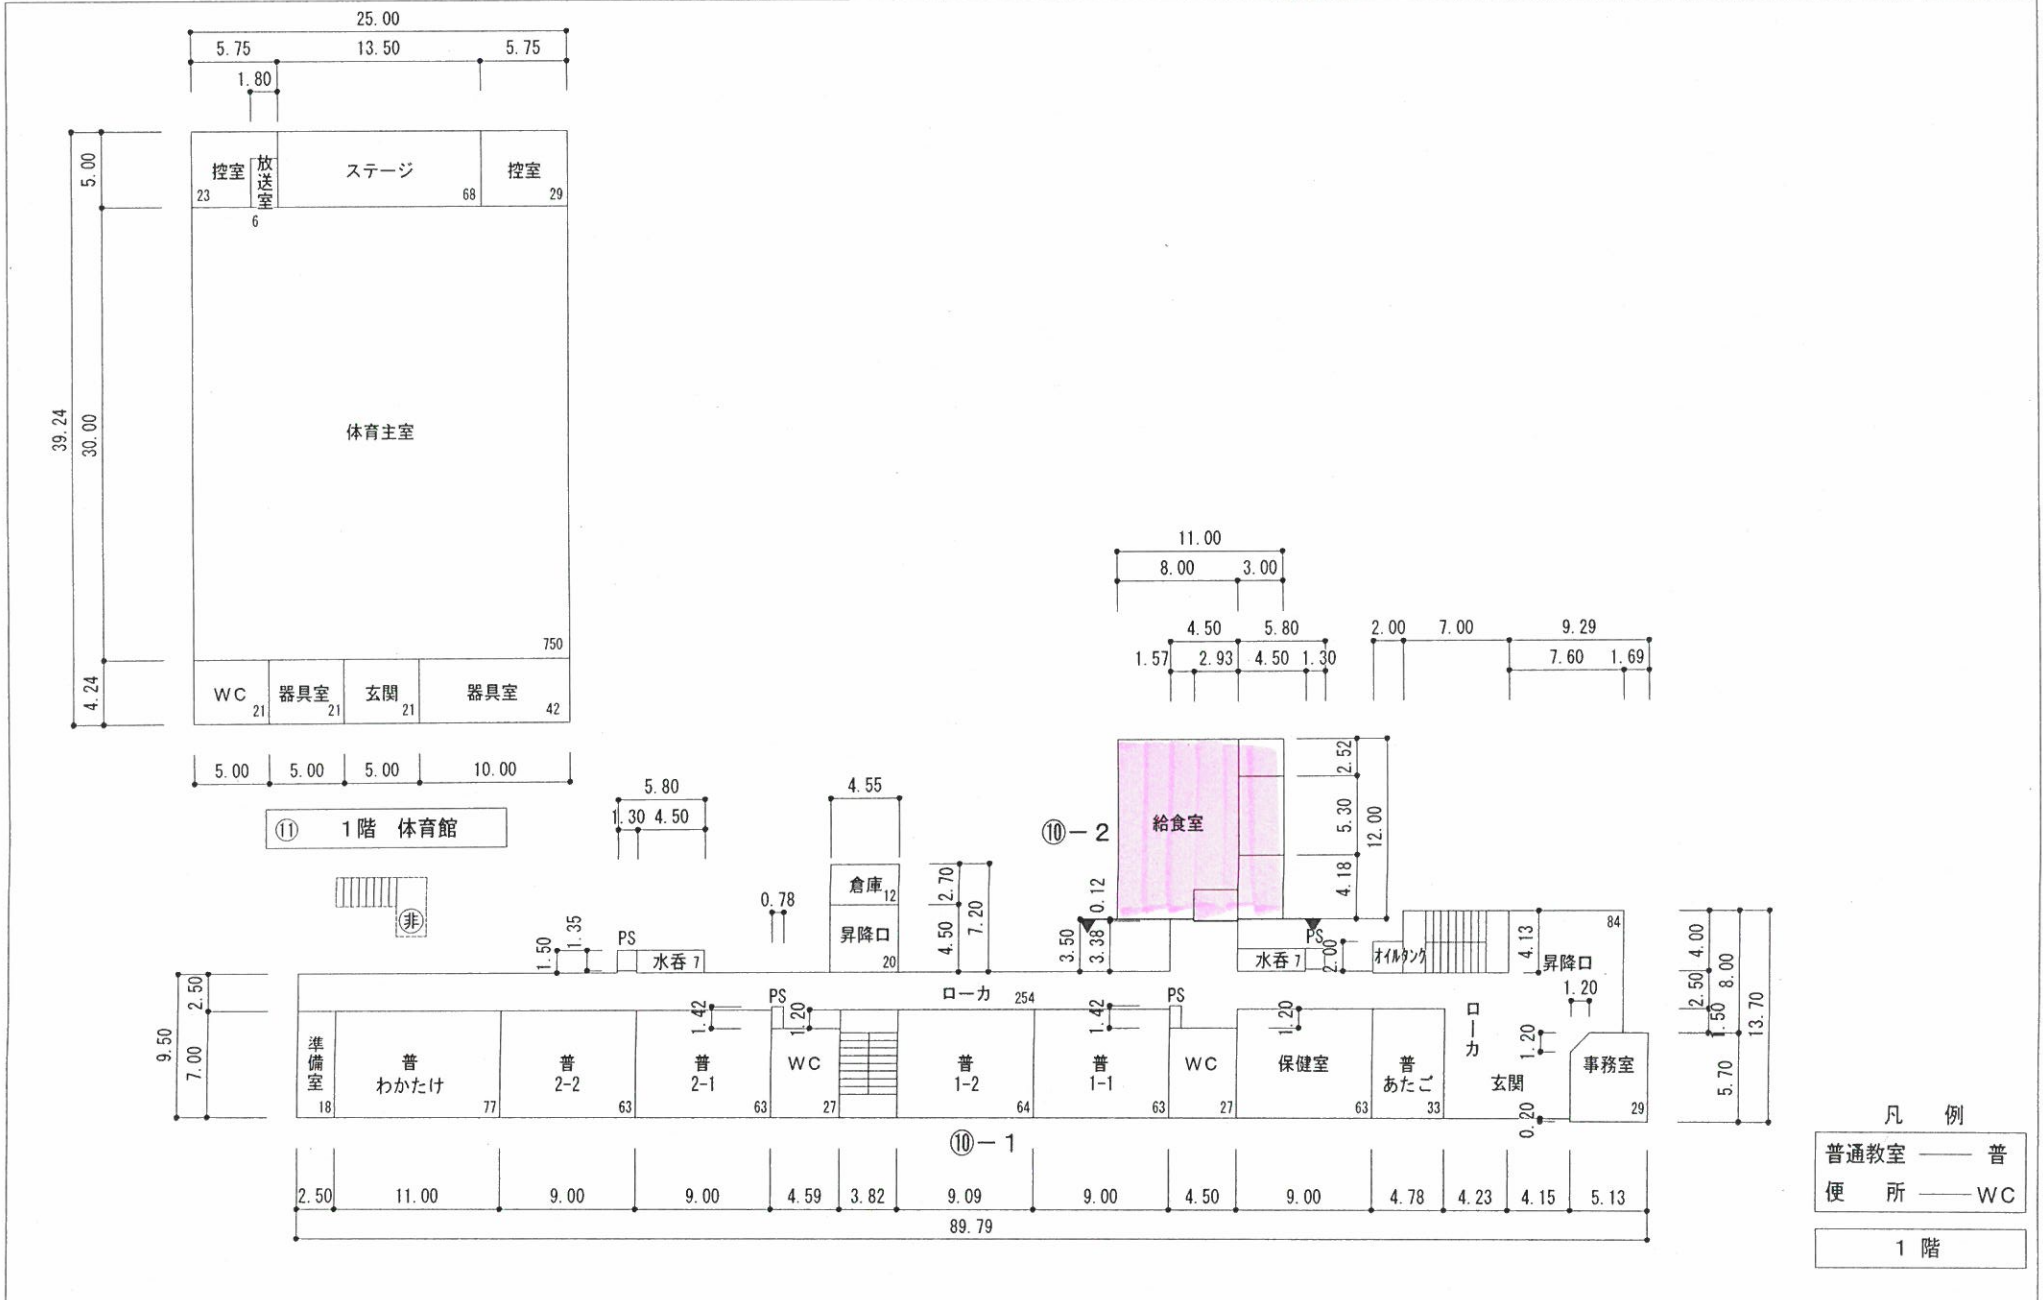 25.00
5.75 13.50 5.75
1.80
5.00
控室 放送室 ステージ 控室
23 68 29
6
39.24
30.00
体育主室
750
4.24
WC 器具室 玄関 器具室
21 21 21 42
5.00 5.00 5.00 10.00
⑪ 1階 体育館
非
11.00
8.00 3.00
4.50 5.80 2.00 7.00 9.29
1.57 2.93 4.50 1.30 7.60 1.69
⑩－2
給食室
2.52
5.30
12.00
4.18
0.12
3.50
3.38
5.80
1.30 4.50
4.55
倉庫 12
昇降口
20
2.70
4.50
7.20
0.78
1.50
1.35
PS
水呑 7
PS
水呑 7
2.00
オイルタンク
4.13
84
昇降口
1.20
4.00
2.50
8.00
1.50
13.70
5.70
9.50
2.50
7.00
ローカ 254
PS
1.42
1.20
1.42
PS
1.20
ローカ
1.20
準備室
18
普
わかたけ
77
普
2-2
63
普
2-1
63
WC
27
普
1-2
64
普
1-1
63
WC
27
保健室
63
普
あたご
33
玄関
事務室
29
0.20
⑩－1
2.50 11.00 9.00 9.00 4.59 3.82 9.09 9.00 4.50 9.00 4.78 4.23 4.15 5.13
89.79
凡 例
普通教室 —— 普
便 所 —— WC
1 階